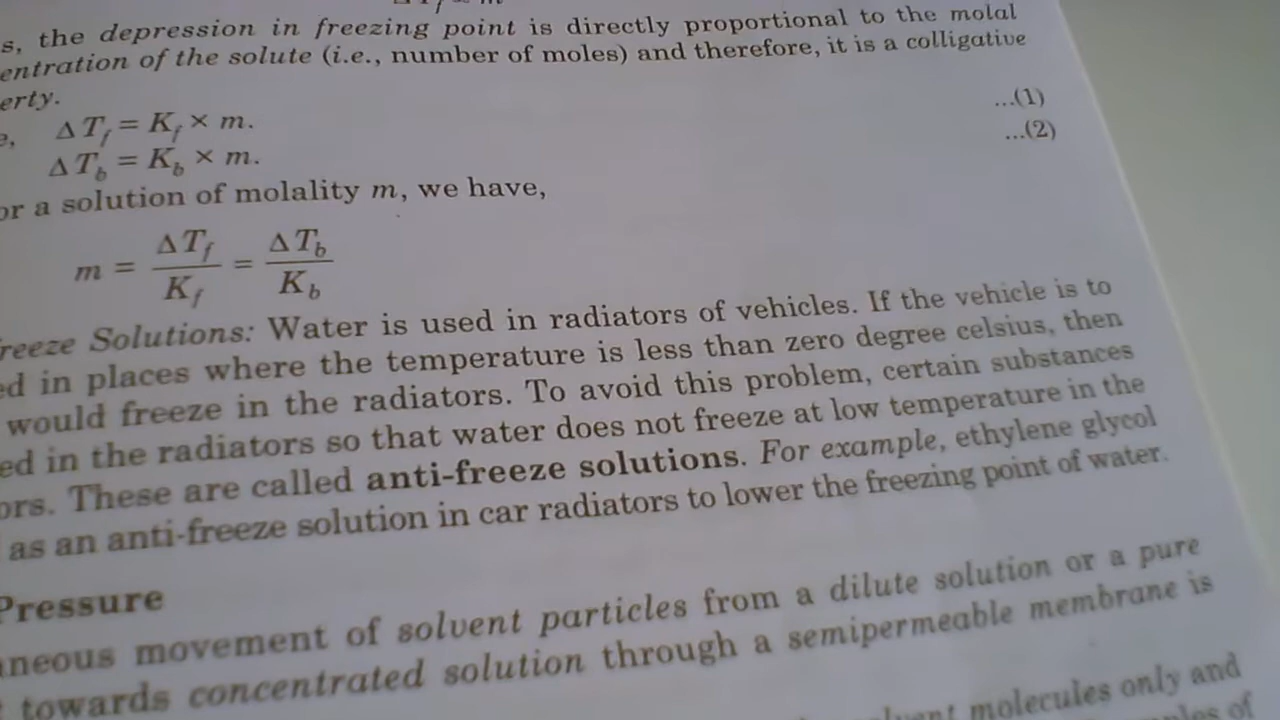 s, the depression in freezing point is directly proportional to the molal
entration of the solute (i.e., number of moles) and therefore, it is a colligative
erty.
e, Δ T_f = K_f × m. ...(1)
Δ T_b = K_b × m. ...(2)
or a solution of molality m, we have,
m = Δ T_f / K_f = Δ T_b / K_b
reeze Solutions: Water is used in radiators of vehicles. If the vehicle is to
ed in places where the temperature is less than zero degree celsius, then
would freeze in the radiators. To avoid this problem, certain substances
ed in the radiators so that water does not freeze at low temperature in the
ors. These are called anti-freeze solutions. For example, ethylene glycol
as an anti-freeze solution in car radiators to lower the freezing point of water.
Pressure
aneous movement of solvent particles from a dilute solution or a pure
towards concentrated solution through a semipermeable membrane is
molecules only and
of